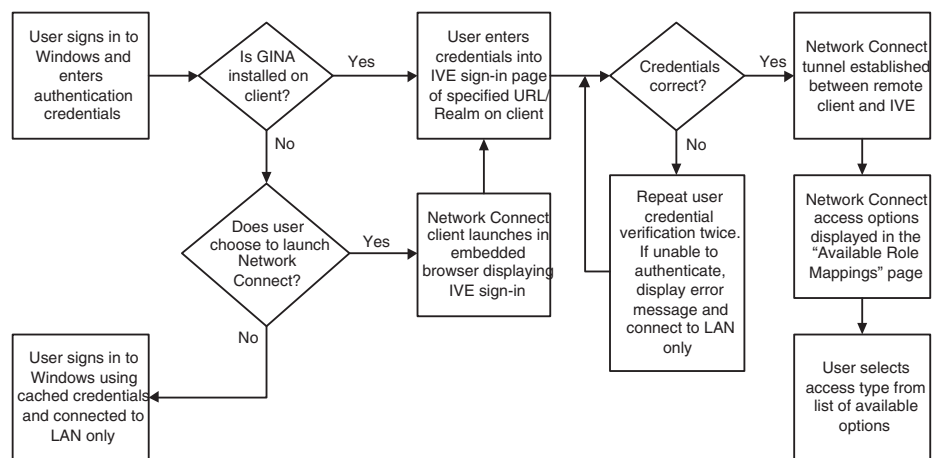 User signs in to
Windows and
enters
authentication
credentials
Is GINA
installed on
client?
Yes
User enters
credentials into
IVE sign-in page
of specified URL/
Realm on client
Credentials
correct?
Yes
Network Connect
tunnel established
between remote
client and IVE
No
No
Does user
choose to launch
Network
Connect?
Yes
Network Connect
client launches in
embedded
browser displaying
IVE sign-in
Repeat user
credential
verification twice.
If unable to
authenticate,
display error
message and
connect to LAN
only
Network Connect
access options
displayed in the
“Available Role
Mappings” page
No
User signs in to
Windows using
cached credentials
and connected to
LAN only
User selects
access type from
list of available
options